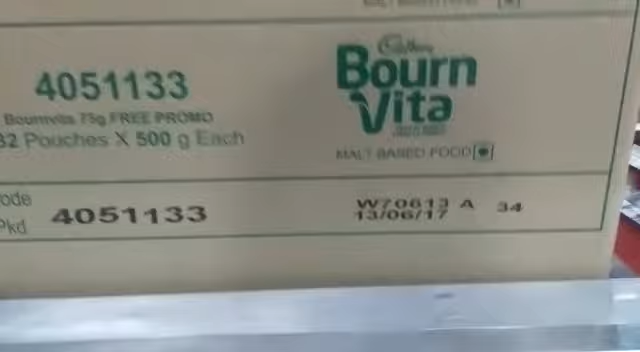 4051133
Bournvita 75g FREE PROMO
32 Pouches X 500 g Each
Cadbury
Bourn
Vita
MALT BASED FOOD
ode
Pkd
4051133
W70613 A 34
13/06/17